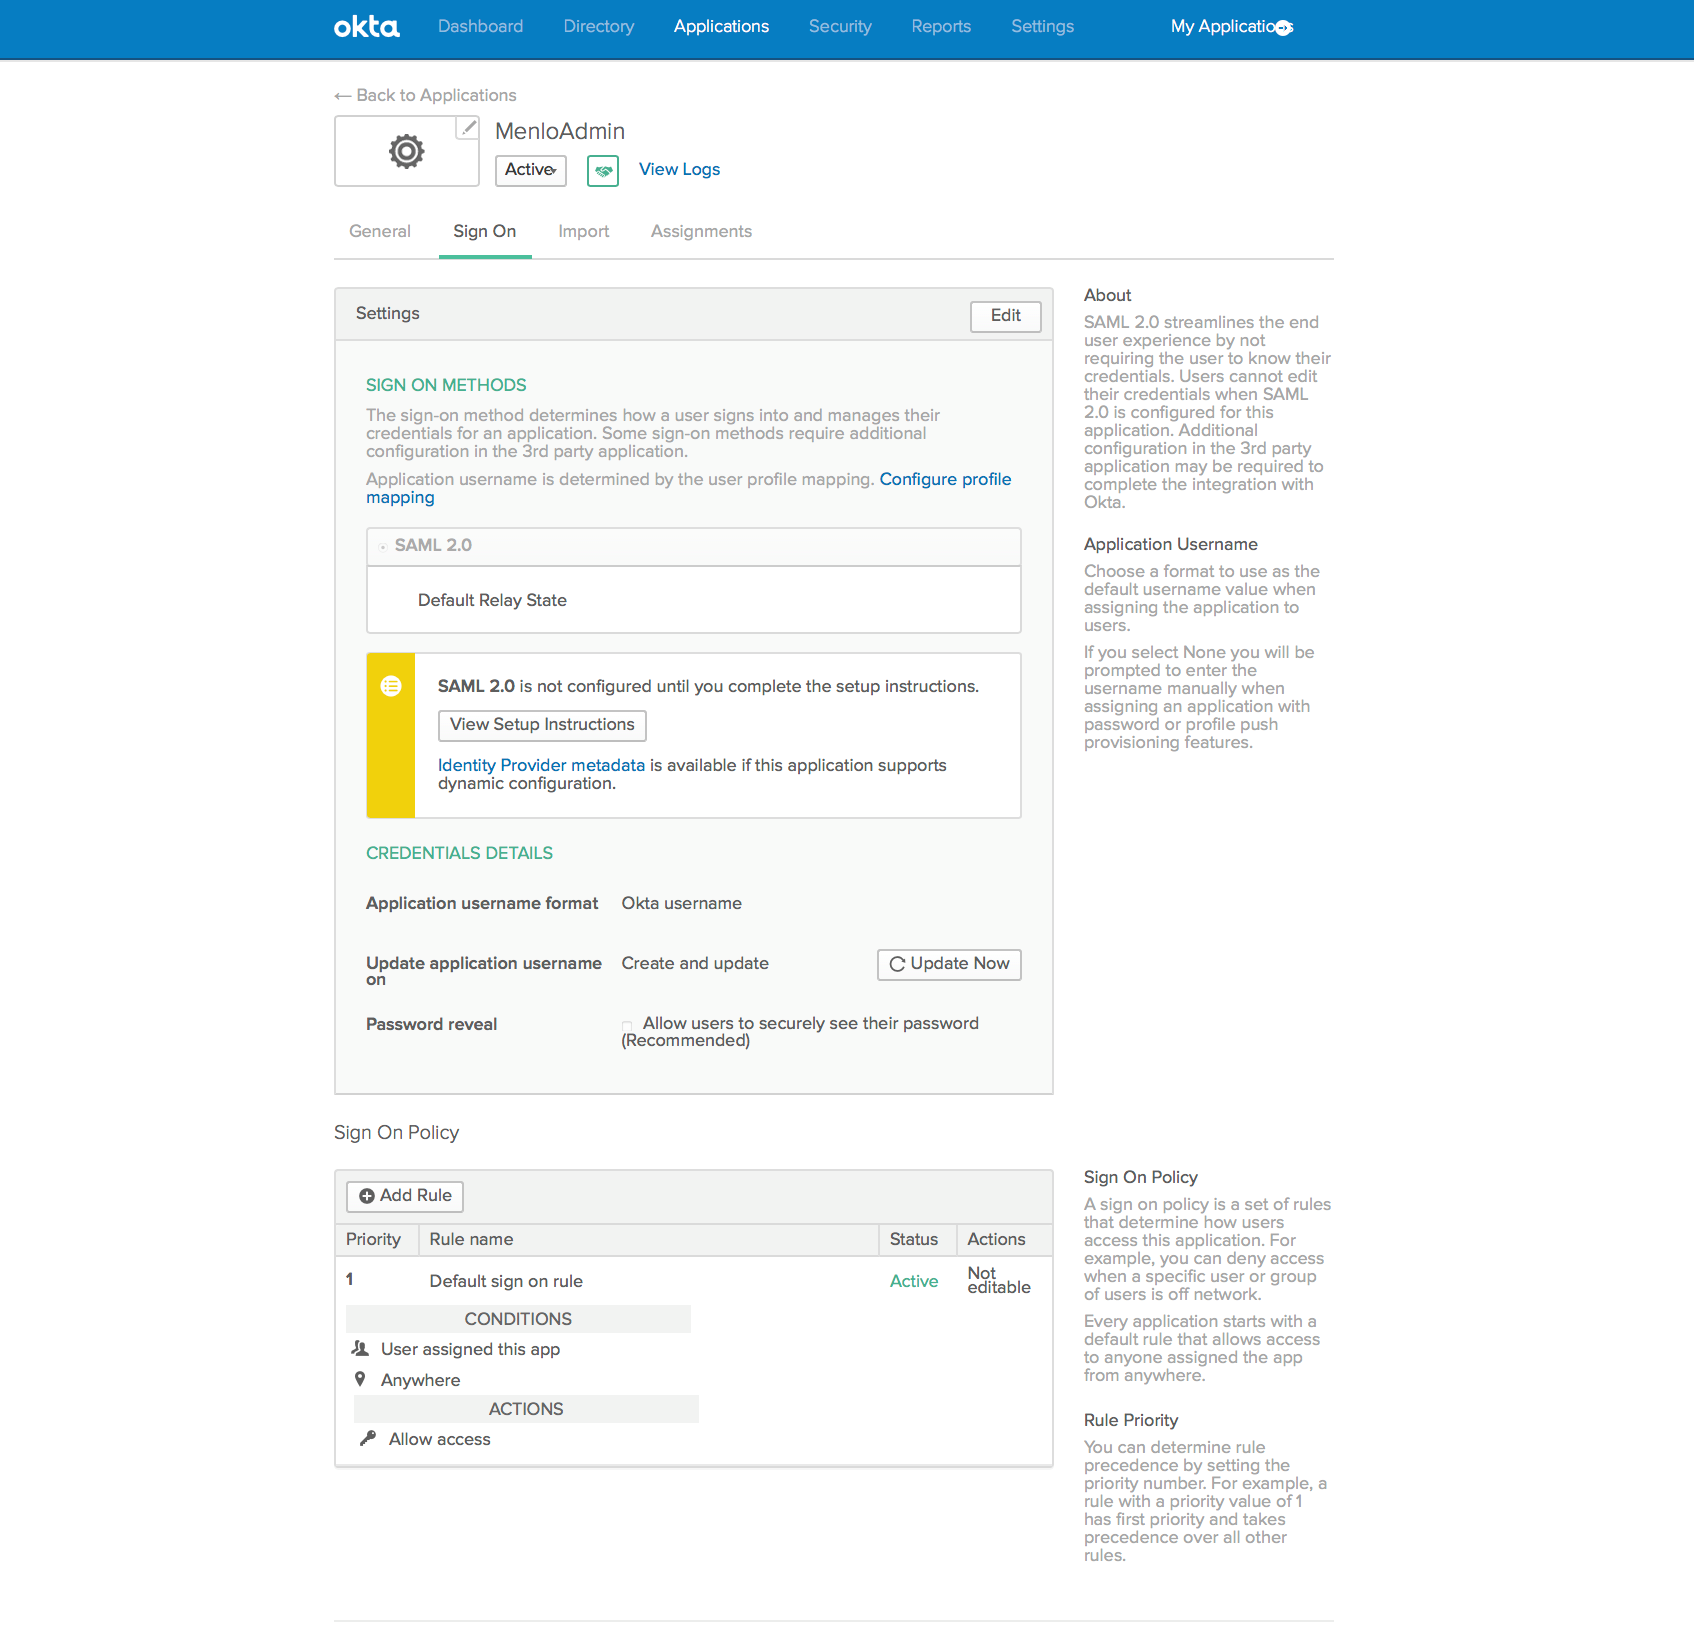 okta Dashboard Directory Applications Security Reports Settings My Applications
← Back to Applications
MenloAdmin
Active View Logs
General Sign On Import Assignments
Settings Edit
SIGN ON METHODS
The sign-on method determines how a user signs into and manages their
credentials for an application. Some sign-on methods require additional
configuration in the 3rd party application.
Application username is determined by the user profile mapping. Configure profile
mapping
SAML 2.0
Default Relay State
SAML 2.0 is not configured until you complete the setup instructions.
View Setup Instructions
Identity Provider metadata is available if this application supports
dynamic configuration.
CREDENTIALS DETAILS
Application username format Okta username
Update application username
on
Create and update Update Now
Password reveal Allow users to securely see their password
(Recommended)
About
SAML 2.0 streamlines the end
user experience by not
requiring the user to know their
credentials. Users cannot edit
their credentials when SAML
2.0 is configured for this
application. Additional
configuration in the 3rd party
application may be required to
complete the integration with
Okta.
Application Username
Choose a format to use as the
default username value when
assigning the application to
users.
If you select None you will be
prompted to enter the
username manually when
assigning an application with
password or profile push
provisioning features.
Sign On Policy
Add Rule
Priority Rule name Status Actions
1 Default sign on rule Active Not
editable
CONDITIONS
User assigned this app
Anywhere
ACTIONS
Allow access
Sign On Policy
A sign on policy is a set of rules
that determine how users
access this application. For
example, you can deny access
when a specific user or group
of users is off network.
Every application starts with a
default rule that allows access
to anyone assigned the app
from anywhere.
Rule Priority
You can determine rule
precedence by setting the
priority number. For example, a
rule with a priority value of 1
has first priority and takes
precedence over all other
rules.